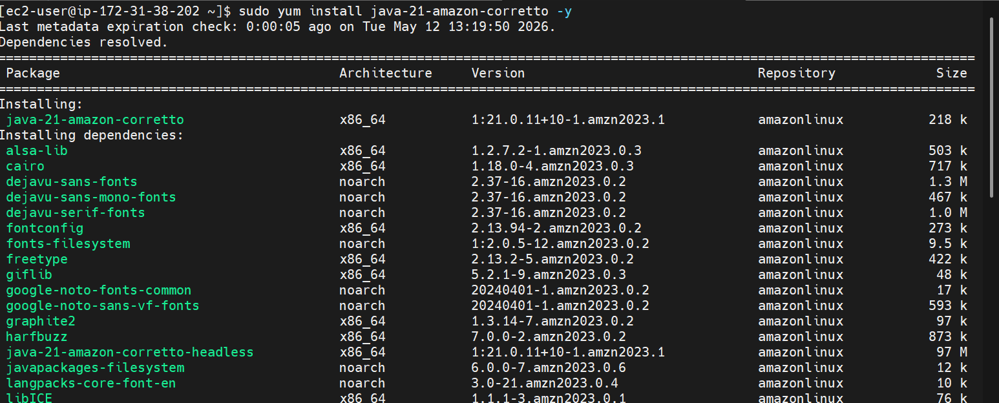 [ec2-user@ip-172-31-38-202 ~]$ sudo yum install java-21-amazon-corretto -y
Last metadata expiration check: 0:00:05 ago on Tue May 12 13:19:50 2026.
Dependencies resolved.
================================================================================
Package Architecture Version Repository Size
================================================================================
Installing:
java-21-amazon-corretto x86_64 1:21.0.11+10-1.amzn2023.1 amazonlinux 218 k
Installing dependencies:
alsa-lib x86_64 1.2.7.2-1.amzn2023.0.3 amazonlinux 503 k
cairo x86_64 1.18.0-4.amzn2023.0.3 amazonlinux 717 k
dejavu-sans-fonts noarch 2.37-16.amzn2023.0.2 amazonlinux 1.3 M
dejavu-sans-mono-fonts noarch 2.37-16.amzn2023.0.2 amazonlinux 467 k
dejavu-serif-fonts noarch 2.37-16.amzn2023.0.2 amazonlinux 1.0 M
fontconfig x86_64 2.13.94-2.amzn2023.0.2 amazonlinux 273 k
fonts-filesystem noarch 1:2.0.5-12.amzn2023.0.2 amazonlinux 9.5 k
freetype x86_64 2.13.2-5.amzn2023.0.2 amazonlinux 422 k
giflib x86_64 5.2.1-9.amzn2023.0.3 amazonlinux 48 k
google-noto-fonts-common noarch 20240401-1.amzn2023.0.2 amazonlinux 17 k
google-noto-sans-vf-fonts noarch 20240401-1.amzn2023.0.2 amazonlinux 593 k
graphite2 x86_64 1.3.14-7.amzn2023.0.2 amazonlinux 97 k
harfbuzz x86_64 7.0.0-2.amzn2023.0.2 amazonlinux 873 k
java-21-amazon-corretto-headless x86_64 1:21.0.11+10-1.amzn2023.1 amazonlinux 97 M
javapackages-filesystem noarch 6.0.0-7.amzn2023.0.6 amazonlinux 12 k
langpacks-core-font-en noarch 3.0-21.amzn2023.0.4 amazonlinux 10 k
libICE x86_64 1.1.1-3.amzn2023.0.1 amazonlinux 76 k